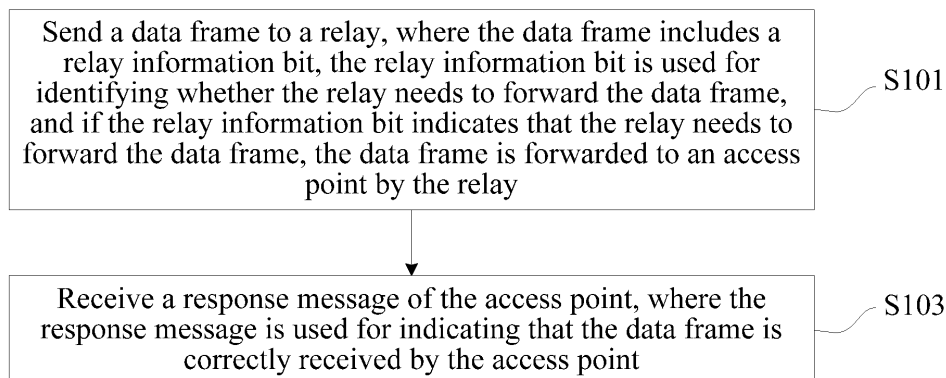 Send a data frame to a relay, where the data frame includes a
relay information bit, the relay information bit is used for
identifying whether the relay needs to forward the data frame,
and if the relay information bit indicates that the relay needs to
forward the data frame, the data frame is forwarded to an access
point by the relay
S101
Receive a response message of the access point, where the
response message is used for indicating that the data frame is
correctly received by the access point
S103